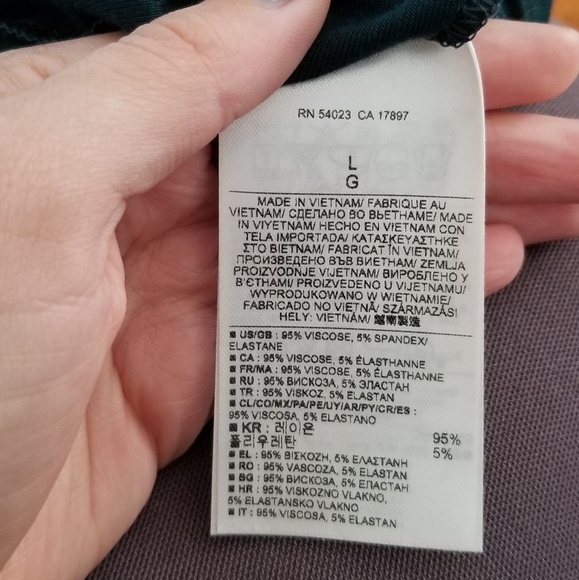 RN 54023 CA 17897
L
G
MADE IN VIETNAM/ FABRIQUE AU
VIETNAM/ СДЕЛАНО ВО ВЬЕТНАМЕ/ MADE
IN VIYETNAM/ HECHO EN VIETNAM CON
TELA IMPORTADA/ ΚΑΤΑΣΚΕΥΑΣΤΗΚΕ
ΣΤΟ ΒΙΕΤΝΑΜ/ FABRICAT ÎN VIETNAM/
ПРОИЗВЕДЕНО ВЪВ ВИЕТНАМ/ ZEMLJA
PROIZVODNJE VIJETNAM/ ВИРОБЛЕНО У
В'ЄТНАМІ/ PROIZVEDENO U VIJETNAMU/
WYPRODUKOWANO W WIETNAMIE/
FABRICADO NO VIETNÃ/ SZÁRMAZÁSI
HELY: VIETNÁM/ 越南製造
US/GB : 95% VISCOSE, 5% SPANDEX/
ELASTANE
CA : 95% VISCOSE, 5% ÉLASTHANNE
FR/MA : 95% VISCOSE, 5% ÉLASTHANNE
RU : 95% ВИСКОЗА, 5% ЭЛАСТАН
TR : 95% VISKOZ, 5% ELASTAN
CL/CO/MX/PA/PE/UY/AR/PY/CR/ES :
95% VISCOSA, 5% ELASTANO
KR : 레이온 95%
폴리우레탄 5%
EL : 95% ΒΙΣΚΟΖΗ, 5% ΕΛΑΣΤΑΝΗ
RO : 95% VASCOZA, 5% ELASTAN
BG : 95% ВИСКОЗА, 5% ЕЛАСТАН
HR : 95% VISKOZNO VLAKNO,
5% ELASTANSKO VLAKNO
IT : 95% VISCOSA, 5% ELASTAN